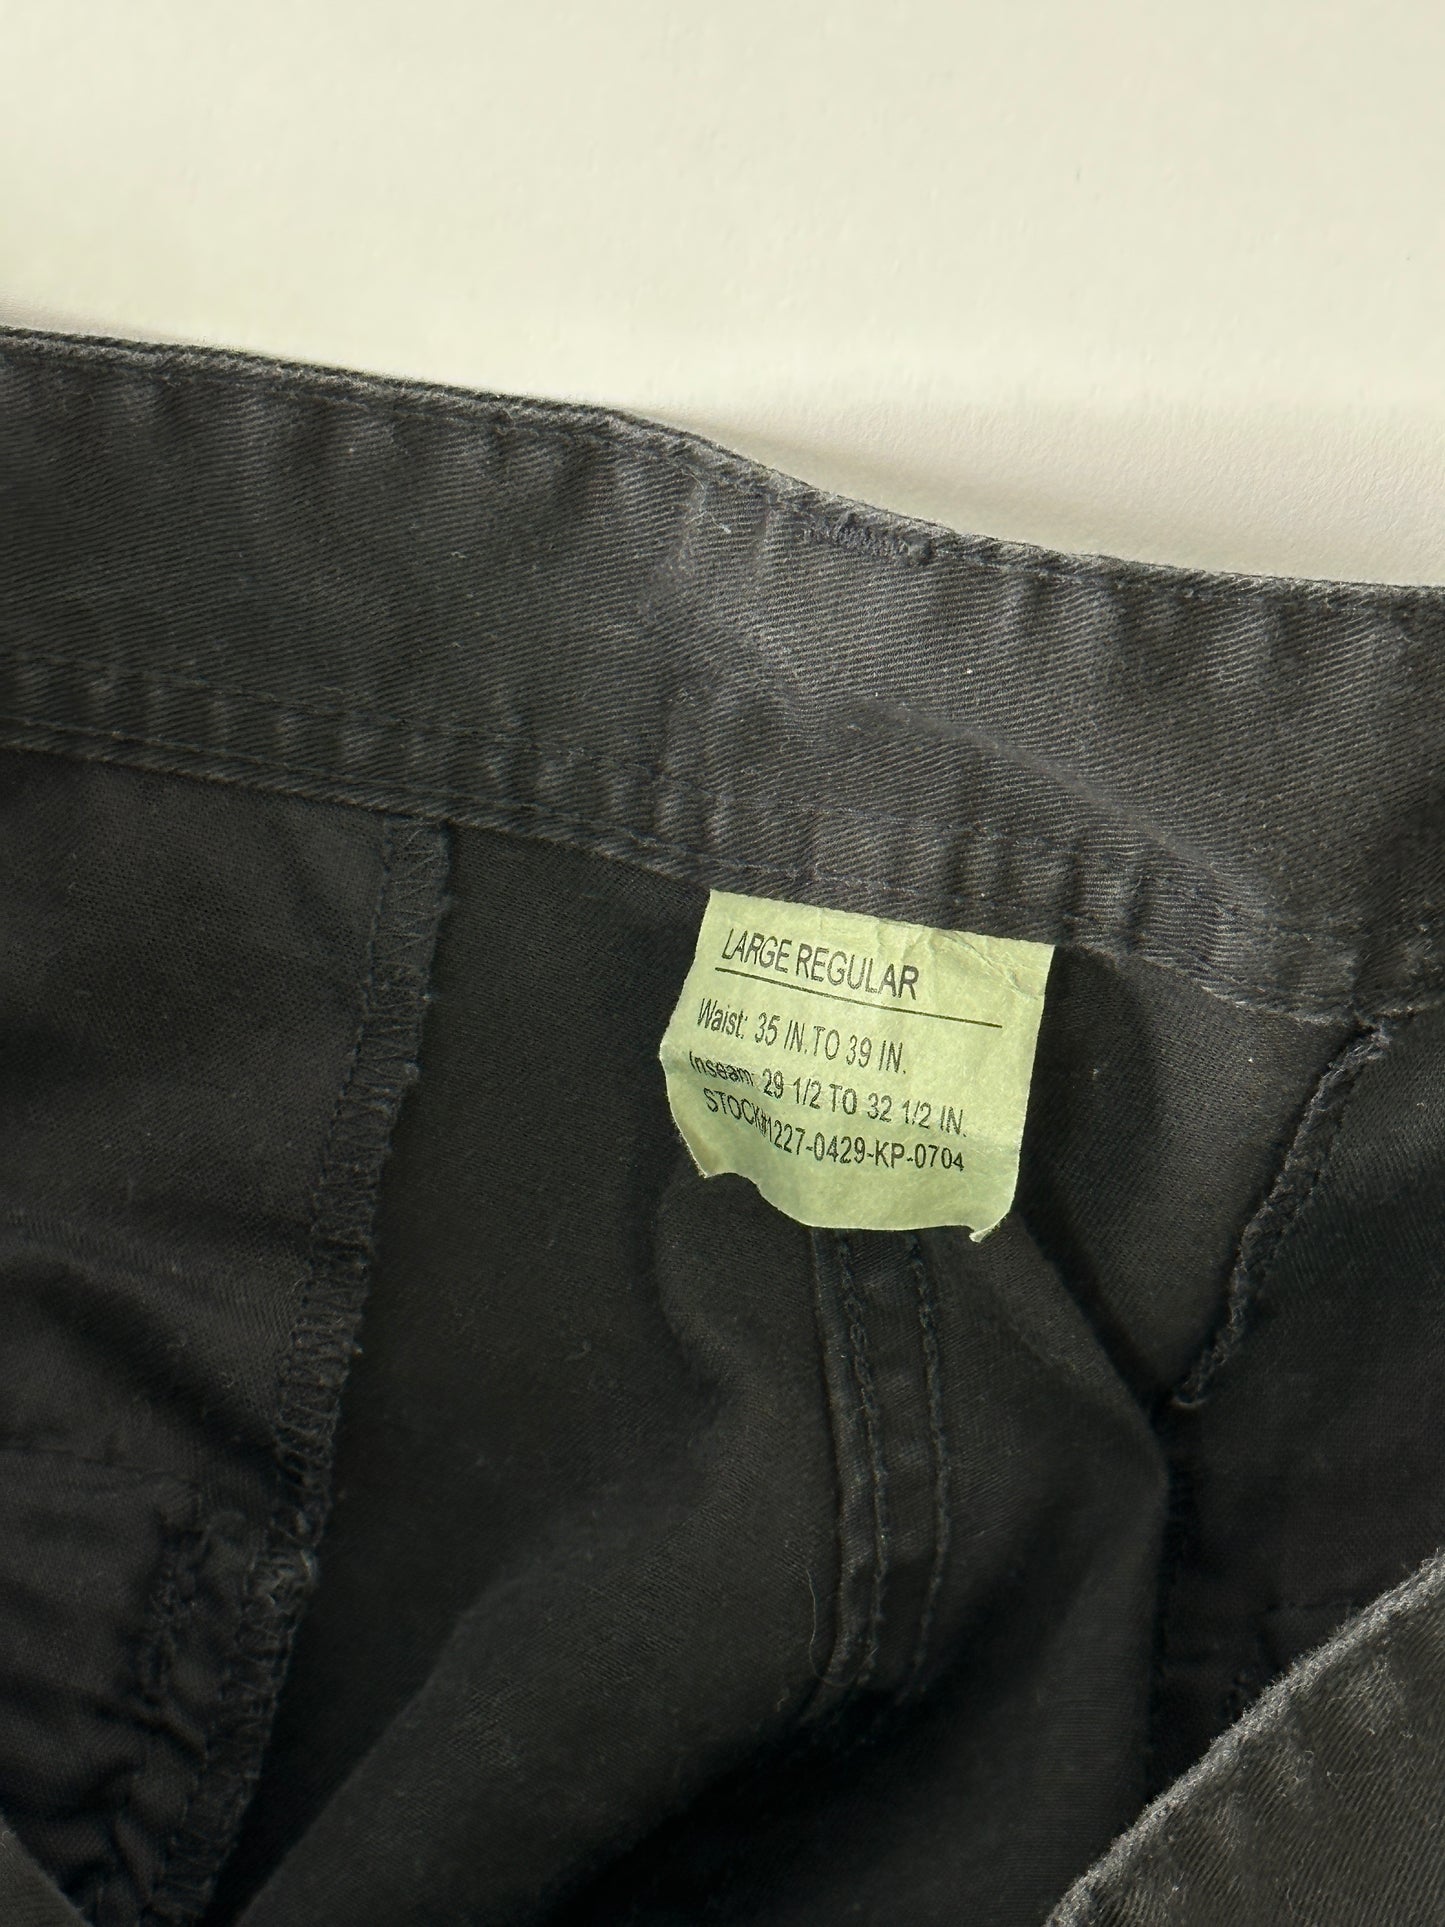 LARGE REGULAR
Waist: 35 IN.TO 39 IN.
Inseam: 29 1/2 TO 32 1/2 IN.
STOCK#1227-0429-KP-0704